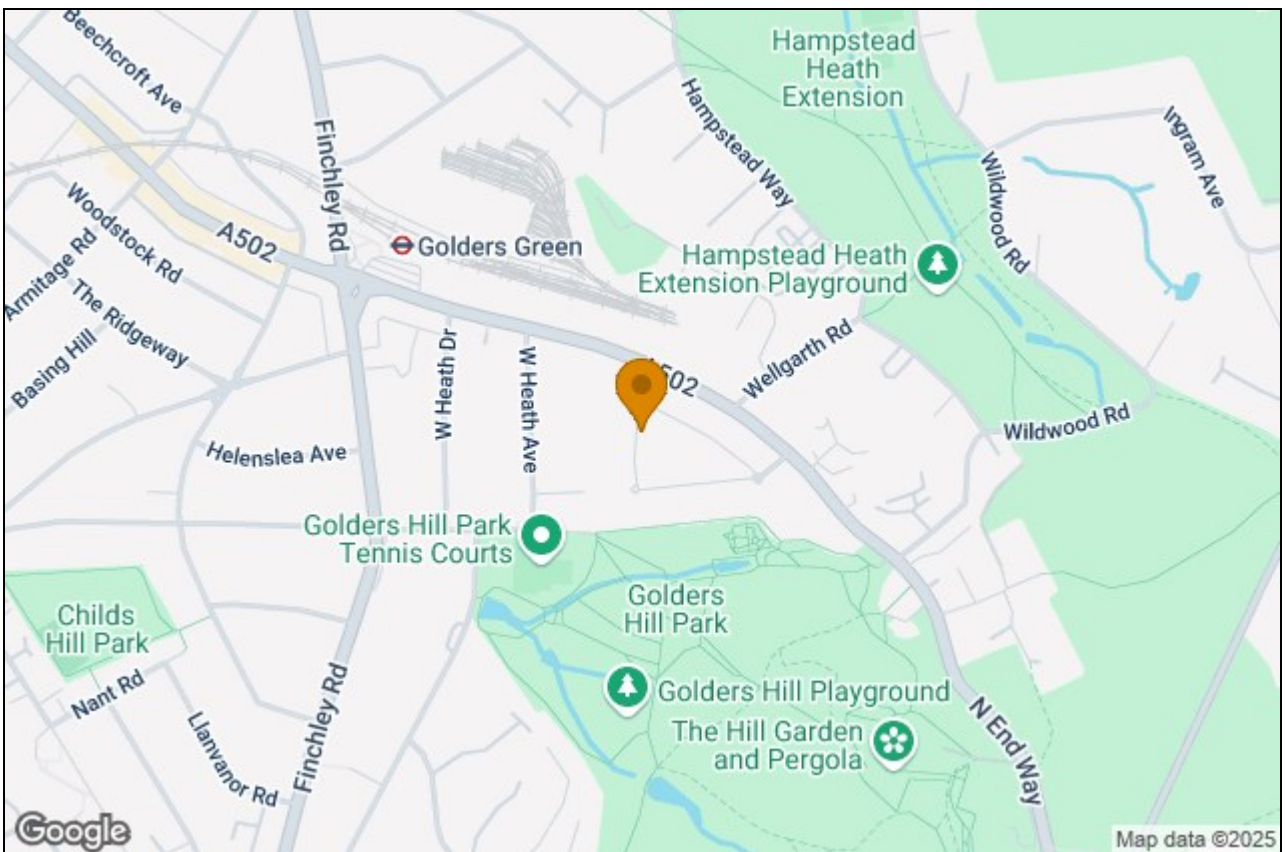 Beechcroft Ave
Hampstead
Heath
Extension
Finchley Rd
Hampstead Way
Ingram Ave
Wildwood Rd
Woodstock Rd
A502
Golders Green
Armitage Rd
The Ridgeway
Hampstead Heath
Extension Playground
Basing Hill
W Heath Dr
W Heath Ave
Wellgarth Rd
502
Wildwood Rd
Helenslea Ave
Golders Hill Park
Tennis Courts
Golders
Hill Park
Childs
Hill Park
Nant Rd
Llanvanor Rd
Finchley Rd
Golders Hill Playground
The Hill Garden
and Pergola
N End Way
Google
Map data ©2025